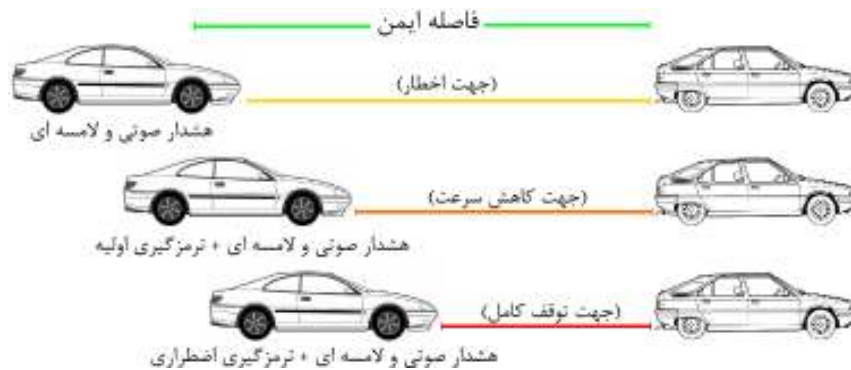 فاصله ایمن
(جهت اخطار)
هشدار صوتی و لامسه ای
(جهت کاهش سرعت)
هشدار صوتی و لامسه ای + ترمزگیری اولیه
(جهت توقف کامل)
هشدار صوتی و لامسه ای + ترمزگیری اضطراری